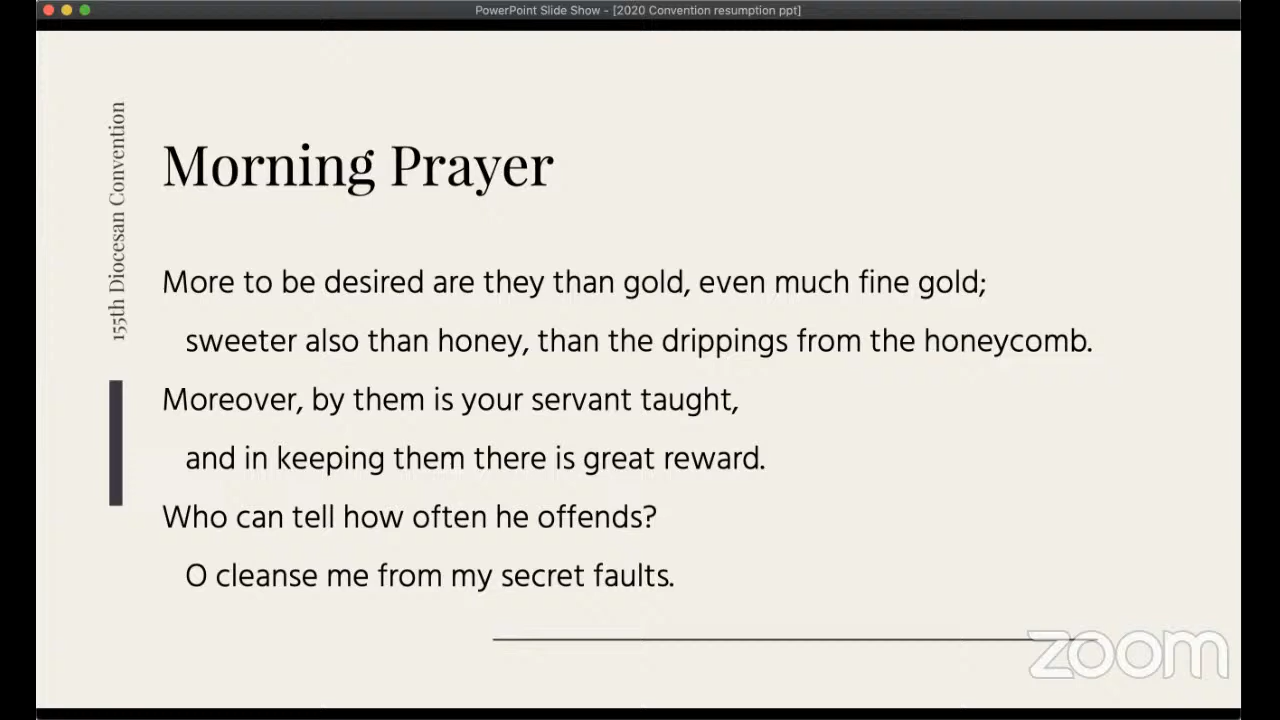 PowerPoint Slide Show - [2020 Convention resumption ppt]
155th Diocesan Convention
Morning Prayer
More to be desired are they than gold, even much fine gold;
sweeter also than honey, than the drippings from the honeycomb.
Moreover, by them is your servant taught,
and in keeping them there is great reward.
Who can tell how often he offends?
O cleanse me from my secret faults.
zoom